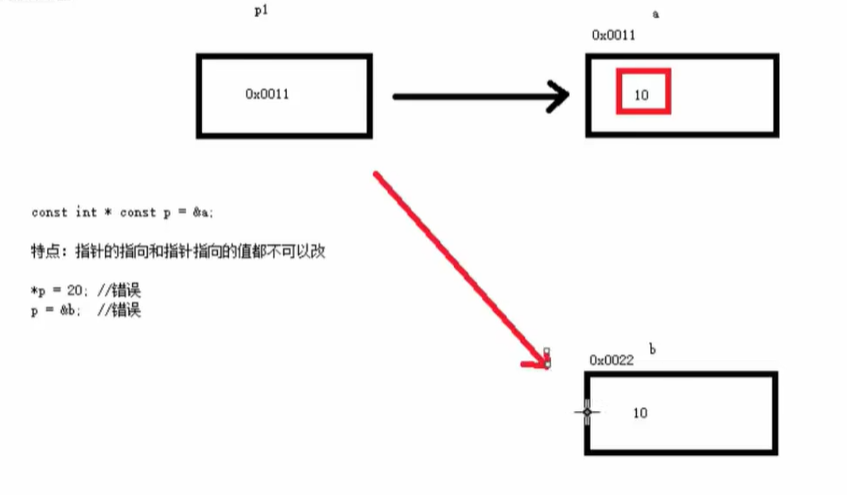 p1
a
0x0011
0x0011
10
const int * const p = &a;
特点：指针的指向和指针指向的值都不可以改
*p = 20; //错误
p = &b; //错误
b
0x0022
10